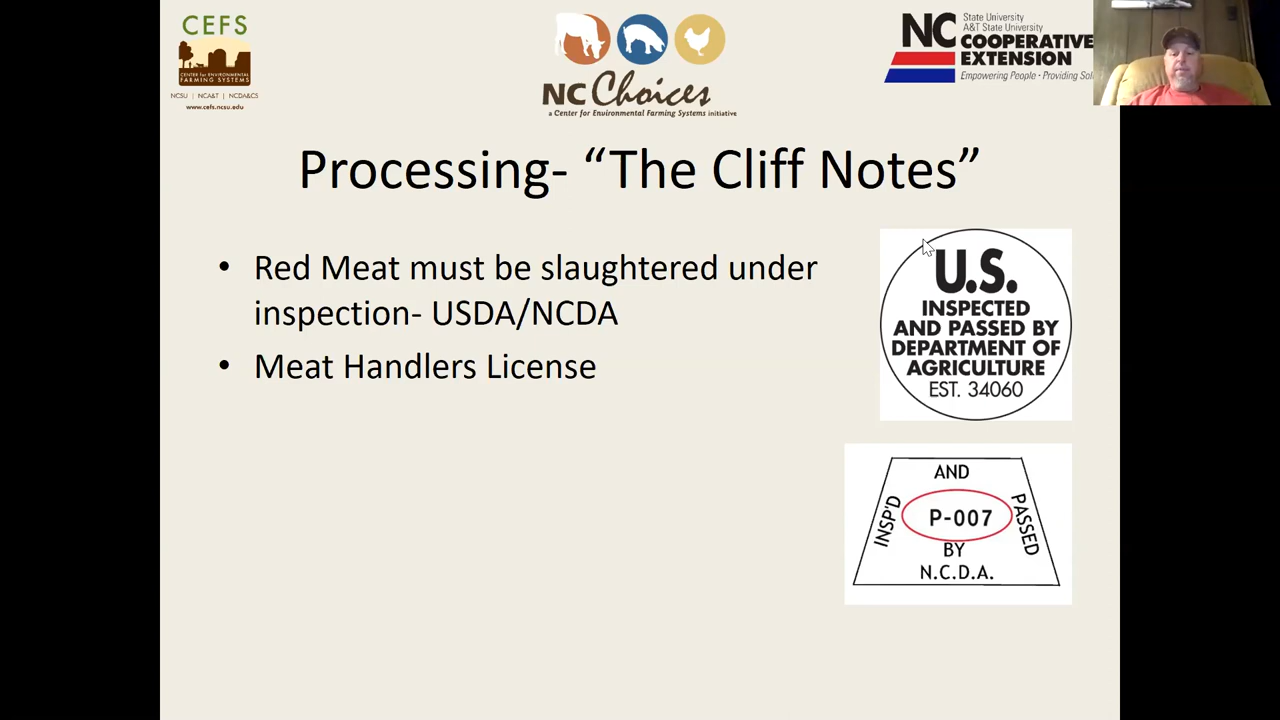 CEFS
CENTER for ENVIRONMENTAL
FARMING SYSTEMS
NCSU | NCA&T | NCDA&CS
www.cefs.ncsu.edu
NC Choices
a Center for Environmental Farming Systems initiative
NC
State University
A&T State University
COOPERATIVE
EXTENSION
Empowering People • Providing Sol
Processing- “The Cliff Notes”
• Red Meat must be slaughtered under
inspection- USDA/NCDA
• Meat Handlers License
U.S.
INSPECTED
AND PASSED BY
DEPARTMENT OF
AGRICULTURE
EST. 34060
INSP'D
AND
PASSED
P-007
BY
N.C.D.A.